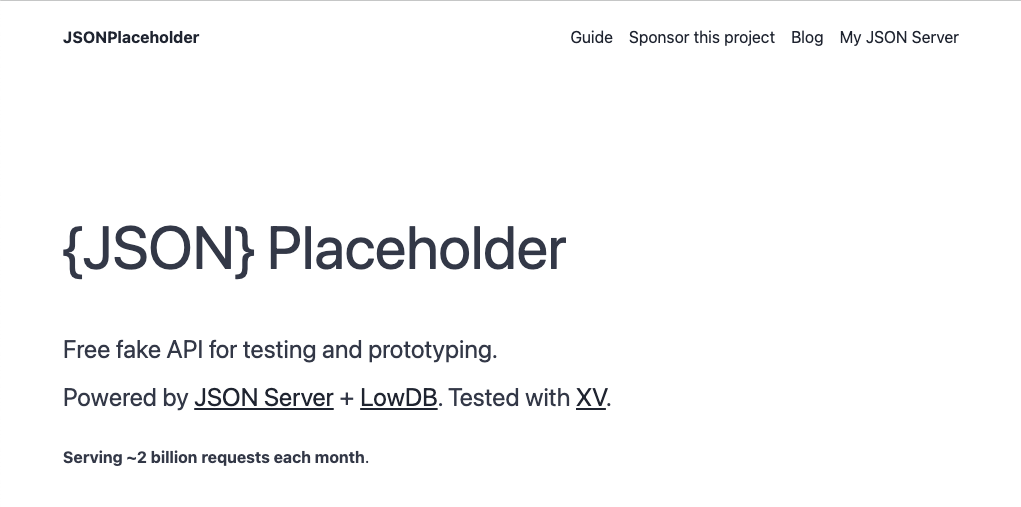 JSONPlaceholder
Guide Sponsor this project Blog My JSON Server
{JSON} Placeholder
Free fake API for testing and prototyping.
Powered by JSON Server + LowDB. Tested with XV.
Serving ~2 billion requests each month.